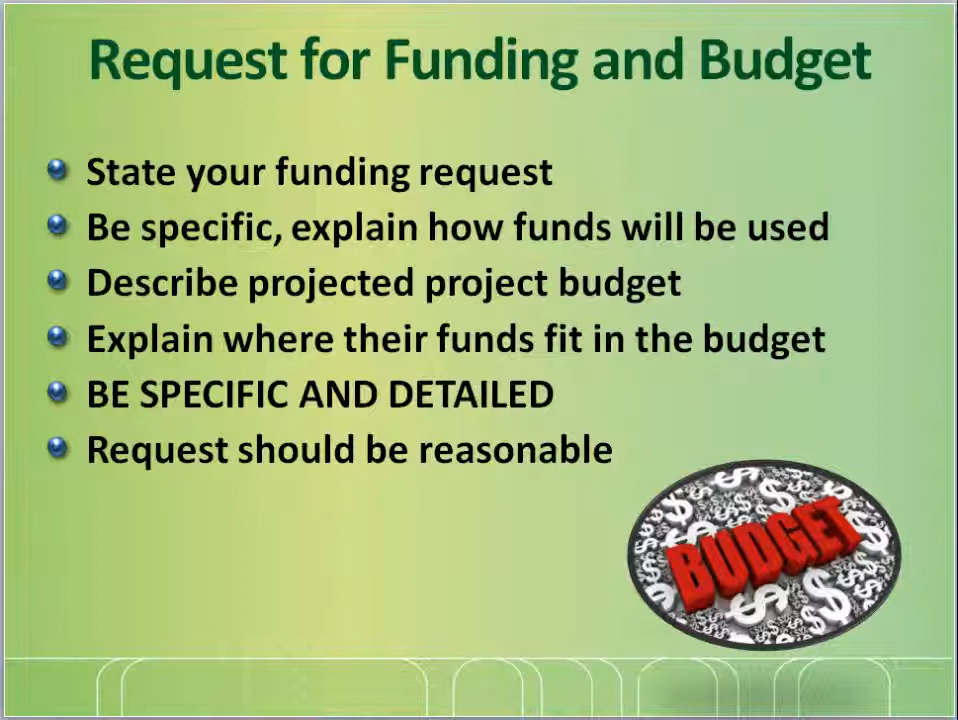 Request for Funding and Budget
State your funding request
Be specific, explain how funds will be used
Describe projected project budget
Explain where their funds fit in the budget
BE SPECIFIC AND DETAILED
Request should be reasonable
BUDGET